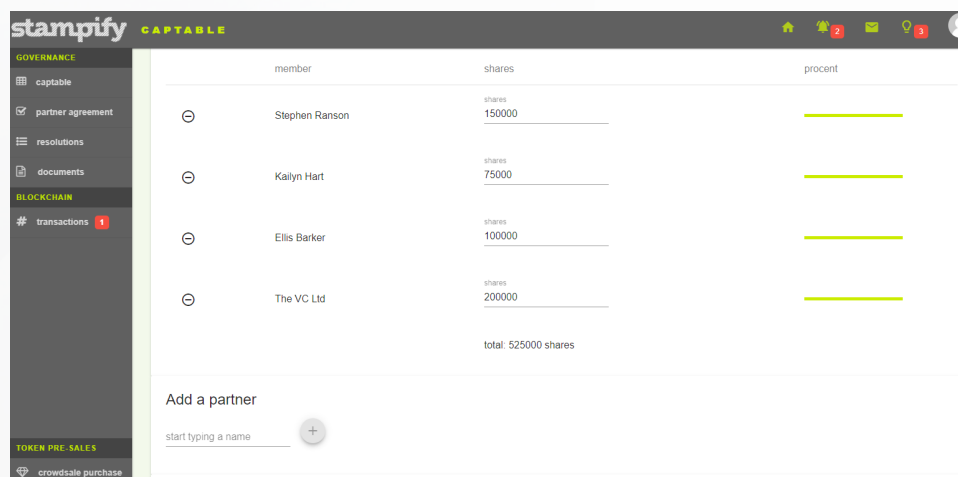 stampify CAPTABLE
2
3
GOVERNANCE
captable
partner agreement
resolutions
documents
BLOCKCHAIN
# transactions 1
TOKEN PRE-SALES
crowdsale purchase
member shares procent
shares
Stephen Ranson 150000
shares
Kailyn Hart 75000
shares
Ellis Barker 100000
shares
The VC Ltd 200000
total: 525000 shares
Add a partner
start typing a name +